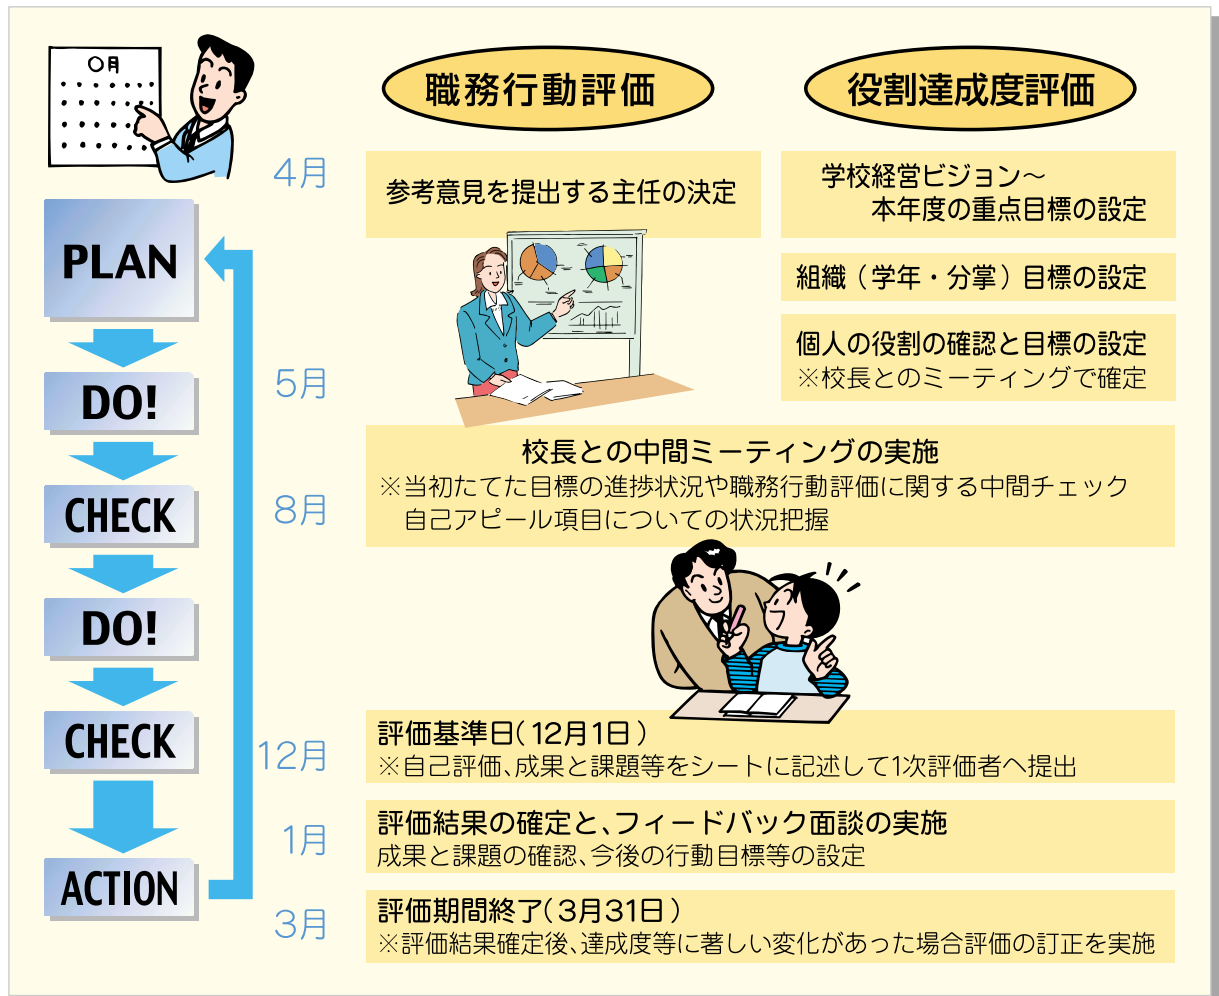 〇月
職務行動評価
役割達成度評価
4月
参考意見を提出する主任の決定
学校経営ビジョン～
本年度の重点目標の設定
PLAN
組織（学年・分掌）目標の設定
個人の役割の確認と目標の設定
※校長とのミーティングで確定
5月
DO!
校長との中間ミーティングの実施
※当初たてた目標の進捗状況や職務行動評価に関する中間チェック
自己アピール項目についての状況把握
8月
CHECK
DO!
CHECK
12月
評価基準日（12月1日）
※自己評価、成果と課題等をシートに記述して1次評価者へ提出
1月
評価結果の確定と、フィードバック面談の実施
成果と課題の確認、今後の行動目標等の設定
ACTION
3月
評価期間終了（3月31日）
※評価結果確定後、達成度等に著しい変化があった場合評価の訂正を実施